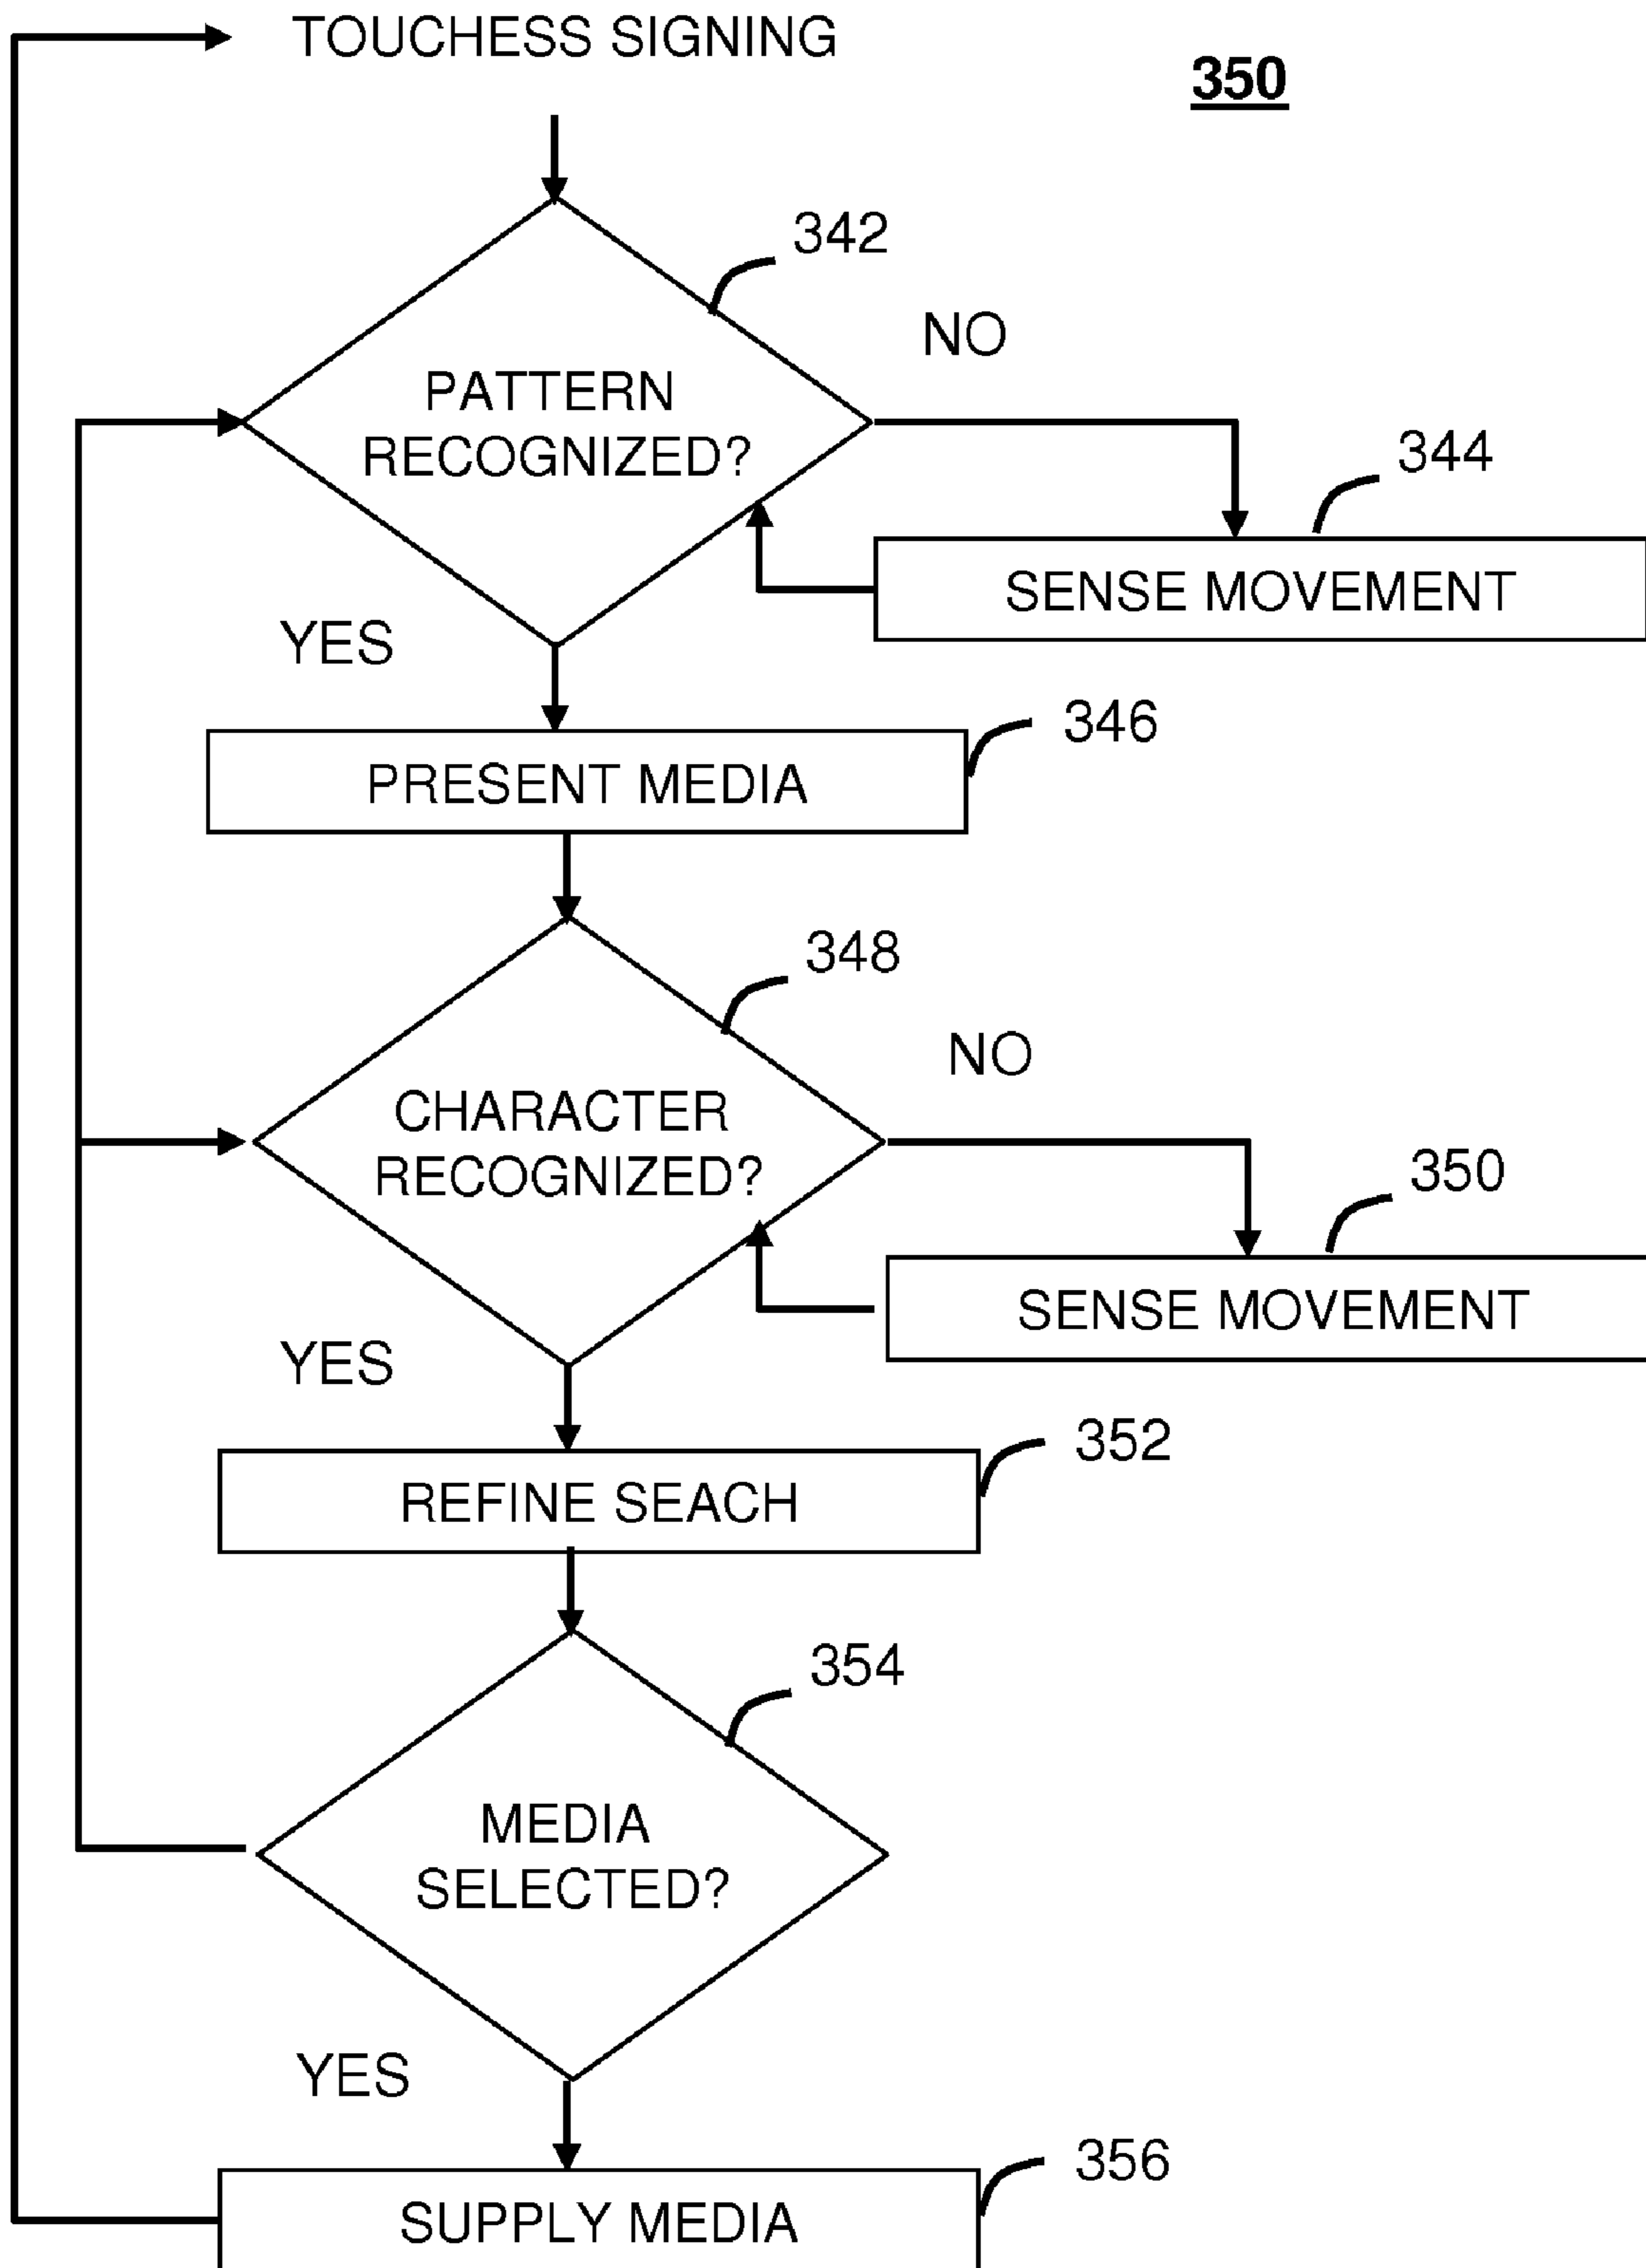 TOUCHESS SIGNING
350
342
NO
PATTERN
RECOGNIZED?
344
SENSE MOVEMENT
YES
346
PRESENT MEDIA
348
NO
CHARACTER
RECOGNIZED?
350
SENSE MOVEMENT
YES
352
REFINE SEACH
354
MEDIA
SELECTED?
YES
356
SUPPLY MEDIA